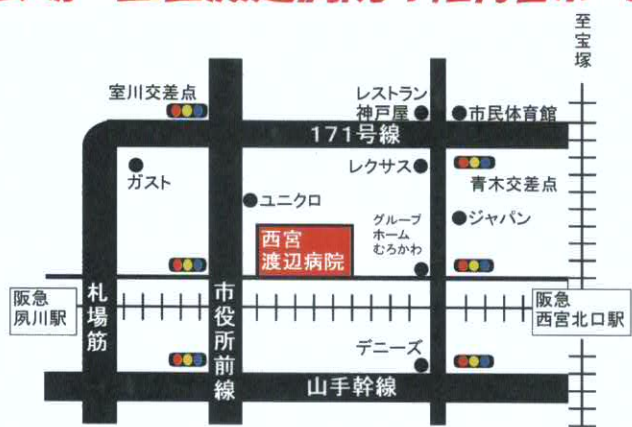 至宝塚
室川交差点
レストラン
神戸屋
市民体育館
171号線
ガスト
レクサス
青木交差点
ユニクロ
グループ
ホーム
むろかわ
ジャパン
西宮
渡辺病院
阪急
夙川駅
札場筋
市役所前線
阪急
西宮北口駅
デニーズ
山手幹線